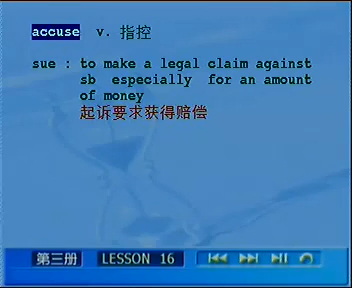 accuse v. 指控
sue : to make a legal claim against
sb especially for an amount
of money
起诉要求获得赔偿
第三册 LESSON 16